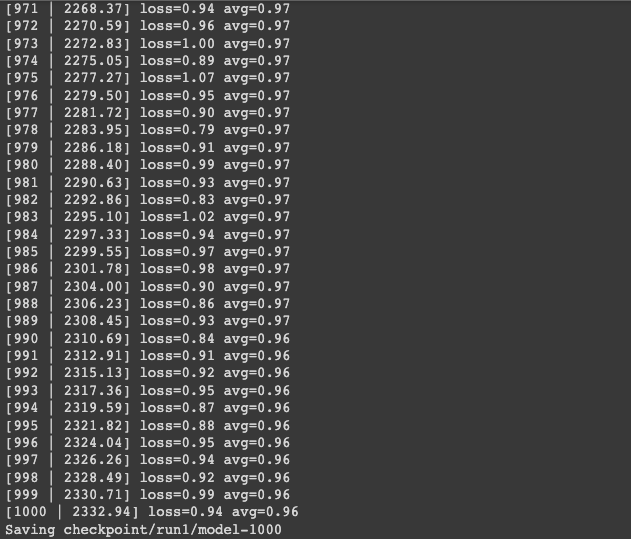 [971 | 2268.37] loss=0.94 avg=0.97
[972 | 2270.59] loss=0.96 avg=0.97
[973 | 2272.83] loss=1.00 avg=0.97
[974 | 2275.05] loss=0.89 avg=0.97
[975 | 2277.27] loss=1.07 avg=0.97
[976 | 2279.50] loss=0.95 avg=0.97
[977 | 2281.72] loss=0.90 avg=0.97
[978 | 2283.95] loss=0.79 avg=0.97
[979 | 2286.18] loss=0.91 avg=0.97
[980 | 2288.40] loss=0.99 avg=0.97
[981 | 2290.63] loss=0.93 avg=0.97
[982 | 2292.86] loss=0.83 avg=0.97
[983 | 2295.10] loss=1.02 avg=0.97
[984 | 2297.33] loss=0.94 avg=0.97
[985 | 2299.55] loss=0.97 avg=0.97
[986 | 2301.78] loss=0.98 avg=0.97
[987 | 2304.00] loss=0.90 avg=0.97
[988 | 2306.23] loss=0.86 avg=0.97
[989 | 2308.45] loss=0.93 avg=0.97
[990 | 2310.69] loss=0.84 avg=0.96
[991 | 2312.91] loss=0.91 avg=0.96
[992 | 2315.13] loss=0.92 avg=0.96
[993 | 2317.36] loss=0.95 avg=0.96
[994 | 2319.59] loss=0.87 avg=0.96
[995 | 2321.82] loss=0.88 avg=0.96
[996 | 2324.04] loss=0.95 avg=0.96
[997 | 2326.26] loss=0.94 avg=0.96
[998 | 2328.49] loss=0.92 avg=0.96
[999 | 2330.71] loss=0.99 avg=0.96
[1000 | 2332.94] loss=0.94 avg=0.96
Saving checkpoint/run1/model-1000